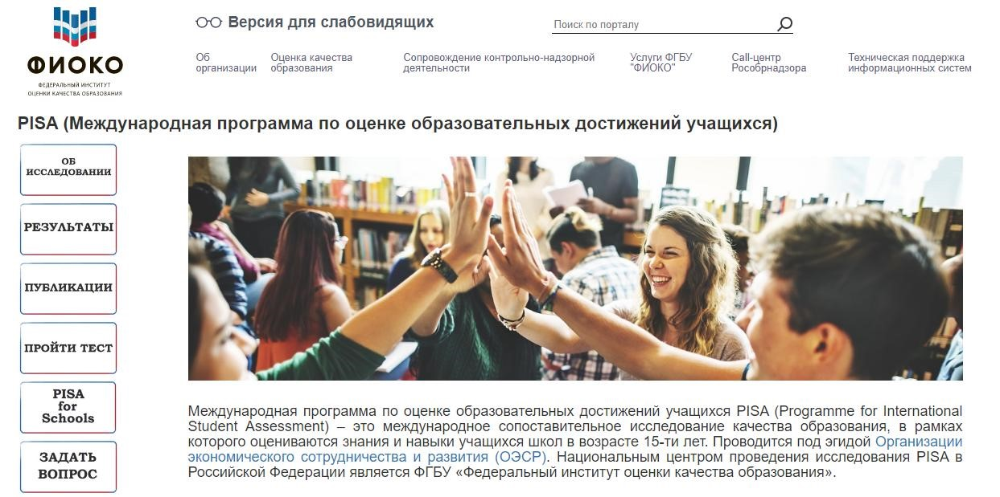 ФИОКО
ФЕДЕРАЛЬНЫЙ ИНСТИТУТ
ОЦЕНКИ КАЧЕСТВА ОБРАЗОВАНИЯ
Версия для слабовидящих
Поиск по порталу
Об
организации
Оценка качества
образования
Сопровождение контрольно-надзорной
деятельности
Услуги ФГБУ
"ФИОКО"
Call-центр
Рособрнадзора
Техническая поддержка
информационных систем
PISA (Международная программа по оценке образовательных достижений учащихся)
ОБ
ИССЛЕДОВАНИИ
РЕЗУЛЬТАТЫ
ПУБЛИКАЦИИ
ПРОЙТИ ТЕСТ
PISA
for
Schools
ЗАДАТЬ
ВОПРОС
Международная программа по оценке образовательных достижений учащихся PISA (Programme for International
Student Assessment) – это международное сопоставительное исследование качества образования, в рамках
которого оцениваются знания и навыки учащихся школ в возрасте 15-ти лет. Проводится под эгидой Организации
экономического сотрудничества и развития (ОЭСР). Национальным центром проведения исследования PISA в
Российской Федерации является ФГБУ «Федеральный институт оценки качества образования».